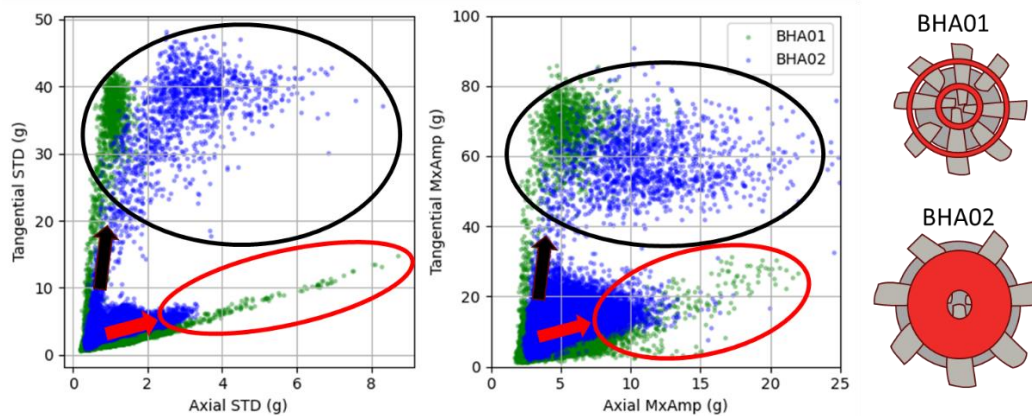 50
40
30
20
10
0
Tangential STD (g)
0
2
4
6
8
Axial STD (g)
100
80
60
40
20
0
Tangential MxAmp (g)
0
5
10
15
20
25
Axial MxAmp (g)
BHA01
BHA02
BHA01
BHA02